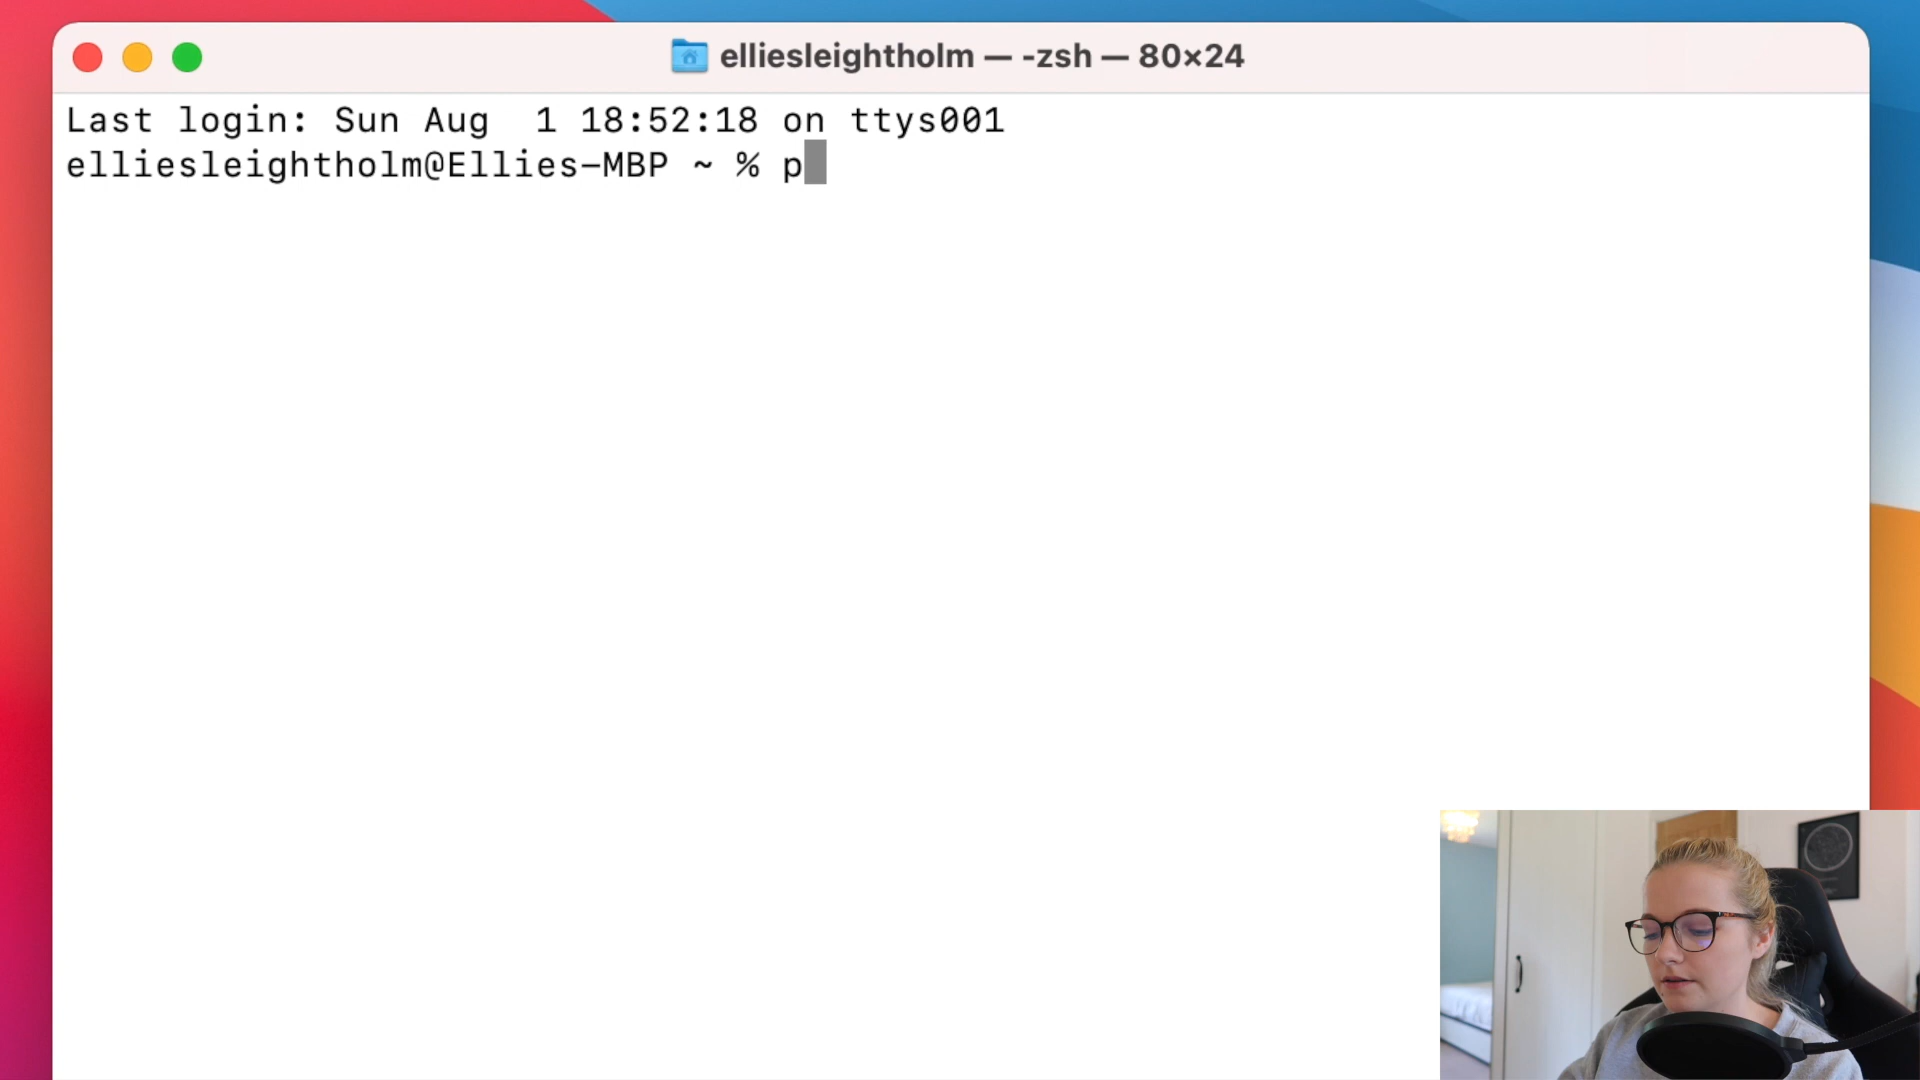 elliesleightholm — -zsh — 80×24
Last login: Sun Aug  1 18:52:18 on ttys001
elliesleightholm@Ellies-MBP ~ % p